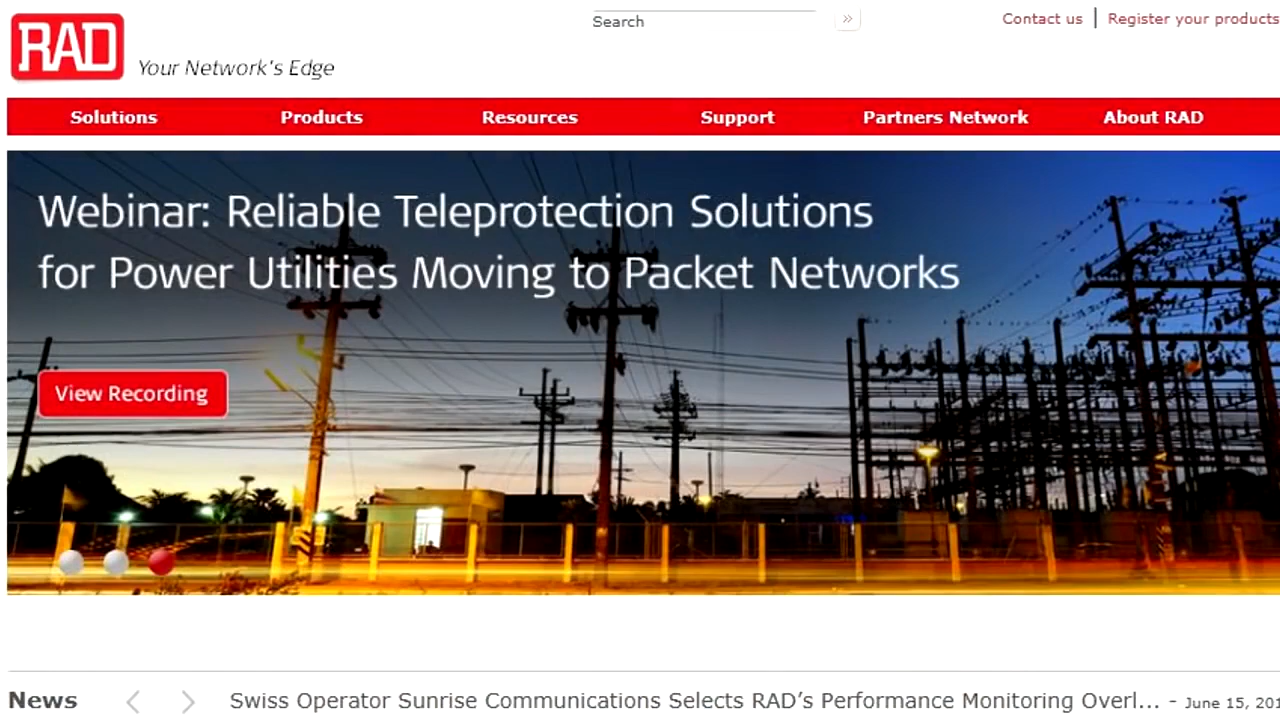 Search
»
Contact us | Register your products
RAD
Your Network's Edge
Solutions Products Resources Support Partners Network About RAD
Webinar: Reliable Teleprotection Solutions
for Power Utilities Moving to Packet Networks
View Recording
News Swiss Operator Sunrise Communications Selects RAD’s Performance Monitoring Overl... - June 15,